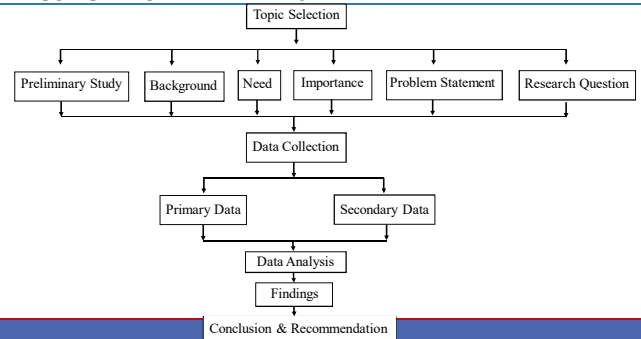 Topic Selection
Preliminary Study
Background
Need
Importance
Problem Statement
Research Question
Data Collection
Primary Data
Secondary Data
Data Analysis
Findings
Conclusion & Recommendation